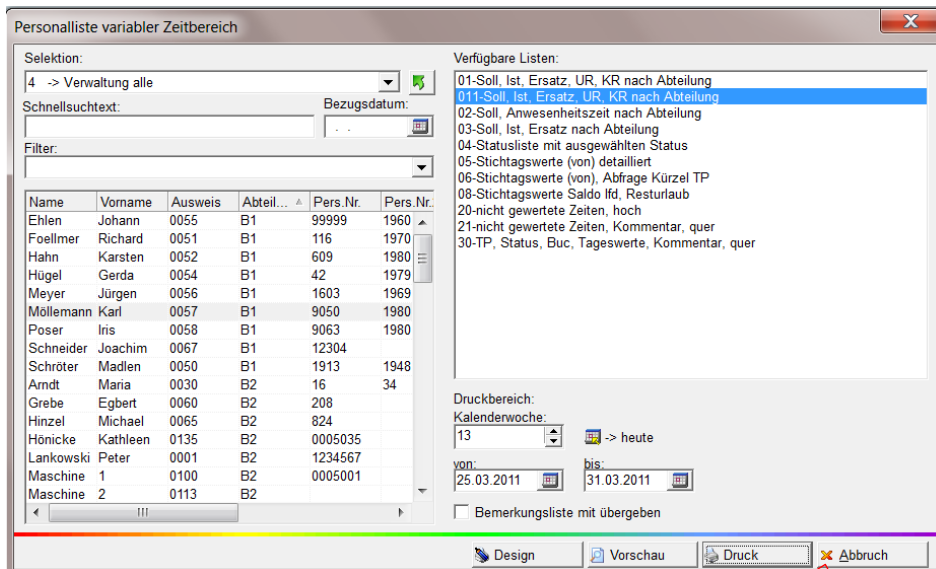 Personalliste variabler Zeitbereich
Selektion:
4 -> Verwaltung alle
Schnellsuchtext:
Bezugsdatum:
. .
Filter:
Name Vorname Ausweis Abteil... Pers.Nr. Pers.Nr.
Ehlen Johann 0055 B1 99999 1960
Foellmer Richard 0051 B1 116 1970
Hahn Karsten 0052 B1 609 1980
Hügel Gerda 0054 B1 42 1979
Meyer Jürgen 0056 B1 1603 1969
Möllemann Karl 0057 B1 9050 1980
Poser Iris 0058 B1 9063 1980
Schneider Joachim 0067 B1 12304
Schröter Madlen 0050 B1 1913 1948
Arndt Maria 0030 B2 16 34
Grebe Egbert 0060 B2 208
Hinzel Michael 0065 B2 824
Hönicke Kathleen 0135 B2 0005035
Lankowski Peter 0001 B2 1234567
Maschine 1 0100 B2 0005001
Maschine 2 0113 B2
Verfügbare Listen:
01-Soll, Ist, Ersatz, UR, KR nach Abteilung
011-Soll, Ist, Ersatz, UR, KR nach Abteilung
02-Soll, Anwesenheitszeit nach Abteilung
03-Soll, Ist, Ersatz nach Abteilung
04-Statusliste mit ausgewählten Status
05-Stichtagswerte (von) detailliert
06-Stichtagswerte (von), Abfrage Kürzel TP
08-Stichtagswerte Saldo lfd, Resturlaub
20-nicht gewertete Zeiten, hoch
21-nicht gewertete Zeiten, Kommentar, quer
30-TP, Status, Buc, Tageswerte, Kommentar, quer
Druckbereich:
Kalenderwoche:
13 -> heute
von: bis:
25.03.2011 31.03.2011
Bemerkungsliste mit übergeben
Design Vorschau Druck Abbruch